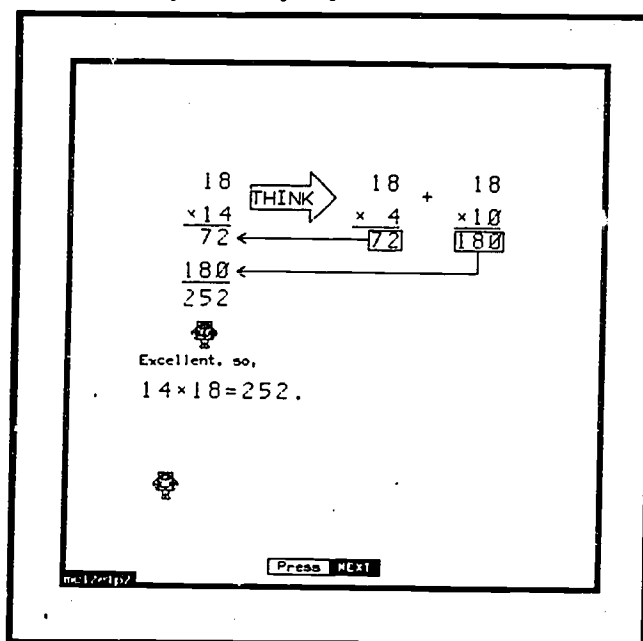 18 THINK 18 + 18
×14 × 4 ×10
72 72 180
180
252
Excellent, so,
14×18=252.
Press NEXT